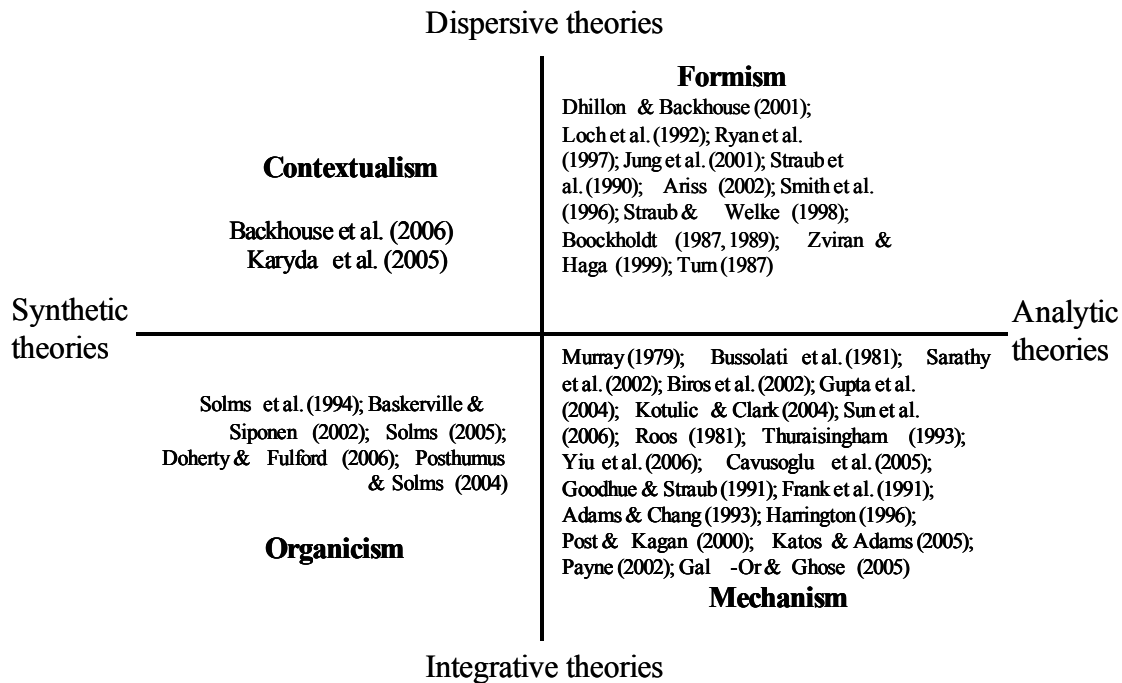 Dispersive theories
Formism
Dhillon & Backhouse (2001);
Loch et al. (1992); Ryan et al.
(1997); Jung et al. (2001); Straub et
al. (1990); Ariss (2002); Smith et al.
(1996); Straub & Welke (1998);
Boockholdt (1987, 1989); Zviran &
Haga (1999); Turn (1987)
Contextualism
Backhouse et al. (2006)
Karyda et al. (2005)
Synthetic
theories
Analytic
theories
Solms et al. (1994); Baskerville &
Siponen (2002); Solms (2005);
Doherty & Fulford (2006); Posthumus
& Solms (2004)
Organicism
Murray (1979); Bussolati et al. (1981); Sarathy
et al. (2002); Biros et al. (2002); Gupta et al.
(2004); Kotulic & Clark (2004); Sun et al.
(2006); Roos (1981); Thuraisingham (1993);
Yiu et al. (2006); Cavusoglu et al. (2005);
Goodhue & Straub (1991); Frank et al. (1991);
Adams & Chang (1993); Harrington (1996);
Post & Kagan (2000); Katos & Adams (2005);
Payne (2002); Gal -Or & Ghose (2005)
Mechanism
Integrative theories